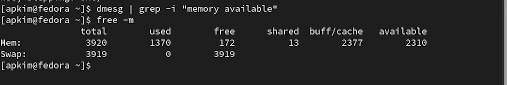 [apkim@fedora ~]$ dmesg | grep -i "memory available"
[apkim@fedora ~]$ free -m
total used free shared buff/cache available
Mem: 3920 1370 172 13 2377 2310
Swap: 3919 0 3919
[apkim@fedora ~]$